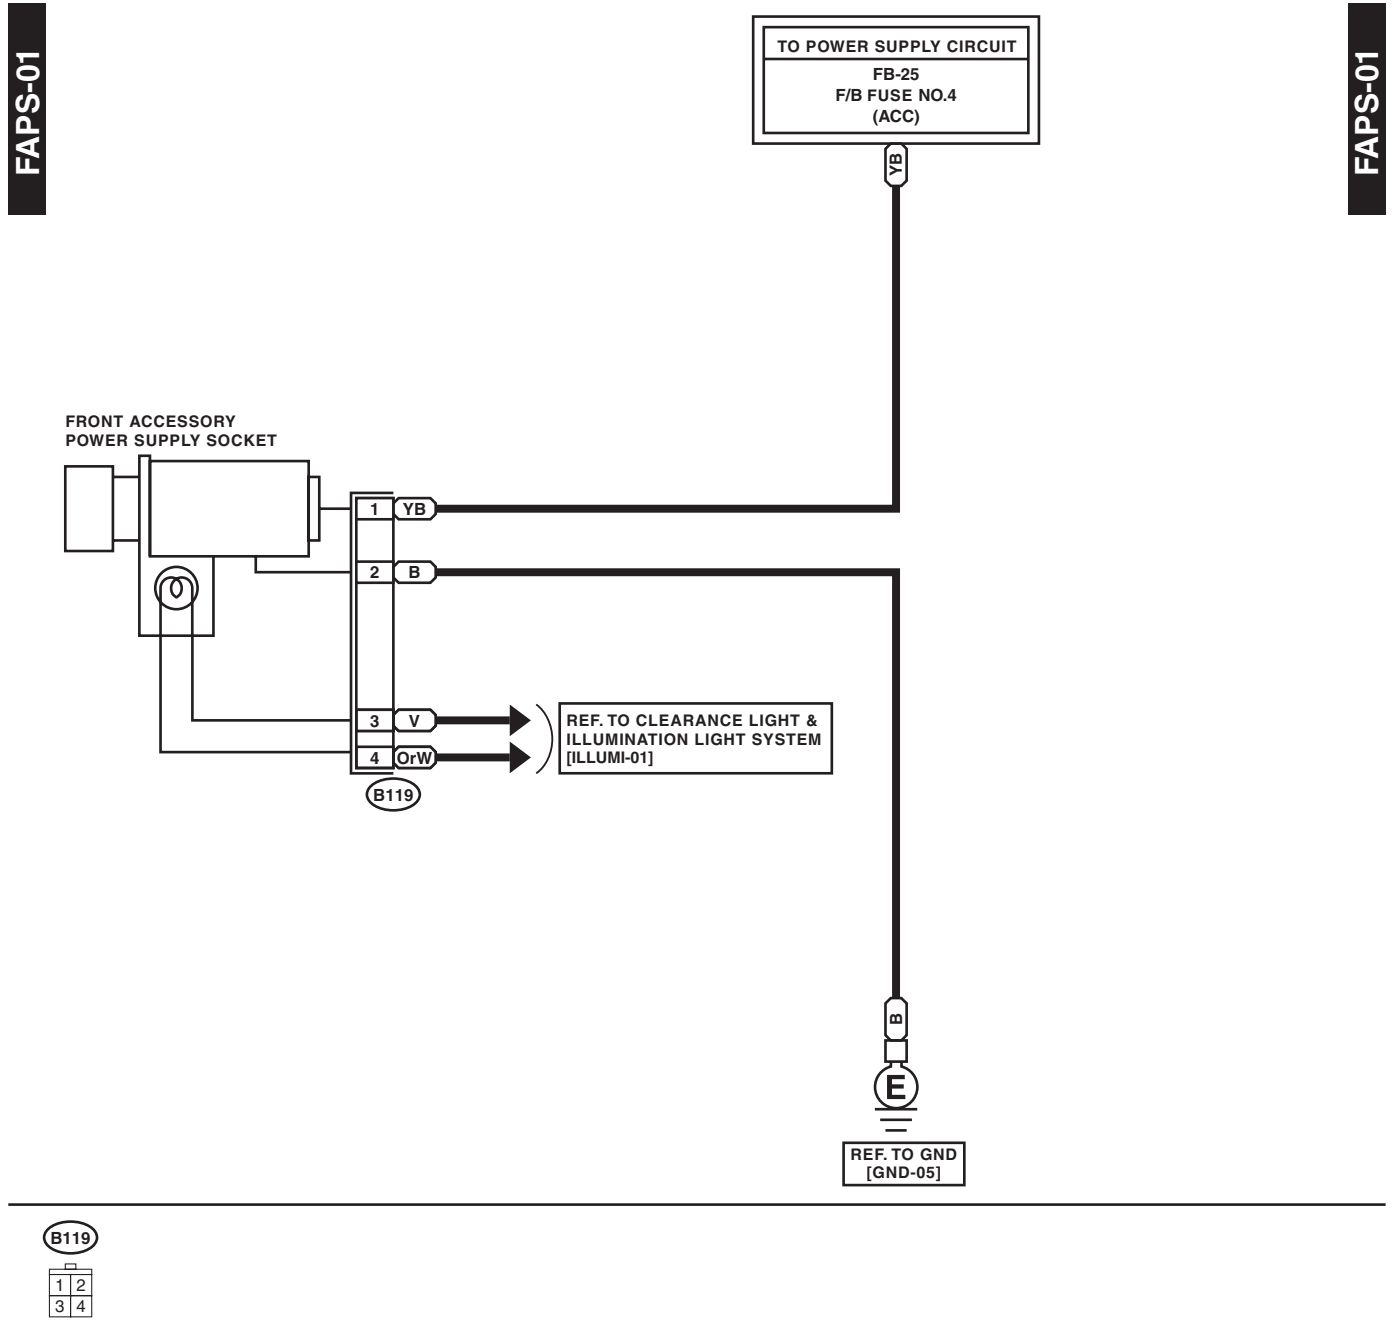 FAPS-01
FAPS-01
TO POWER SUPPLY CIRCUIT
FB-25
F/B FUSE NO.4
(ACC)
YB
FRONT ACCESSORY
POWER SUPPLY SOCKET
1 YB
2 B
3 V
4 OrW
B119
REF. TO CLEARANCE LIGHT &
ILLUMINATION LIGHT SYSTEM
[ILLUMI-01]
B
E
REF. TO GND
[GND-05]
B119
1 2
3 4